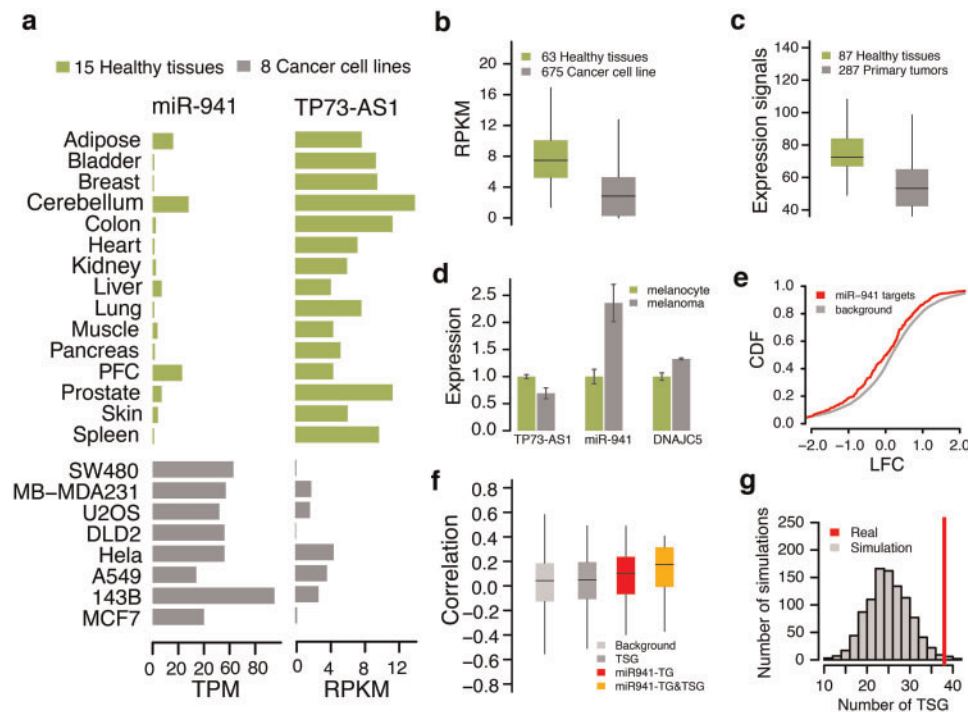 a
15 Healthy tissues 8 Cancer cell lines
miR-941 TP73-AS1
Adipose
Bladder
Breast
Cerebellum
Colon
Heart
Kidney
Liver
Lung
Muscle
Pancreas
PFC
Prostate
Skin
Spleen
SW480
MB-MDA231
U2OS
DLD2
Hela
A549
143B
MCF7
0 20 40 60 80
TPM
0 4 8 12
RPKM
b
63 Healthy tissues
675 Cancer cell line
RPKM
20
16
12
8
4
0
c
87 Healthy tissues
287 Primary tumors
Expression signals
140
120
100
80
60
40
d
melanocyte
melanoma
Expression
2.5
2.0
1.5
1.0
0.5
0.0
TP73-AS1 miR-941 DNAJC5
e
miR-941 targets
background
CDF
1.0
0.8
0.6
0.4
0.2
0.0
-2.0 -1.0 0.0 1.0 2.0
LFC
f
Correlation
0.8
0.6
0.4
0.2
0.0
-0.2
-0.4
-0.6
-0.8
Background
TSG
miR941-TG
miR941-TG&TSG
g
Real
Simulation
Number of simulations
250
200
150
100
50
0
10 20 30 40
Number of TSG